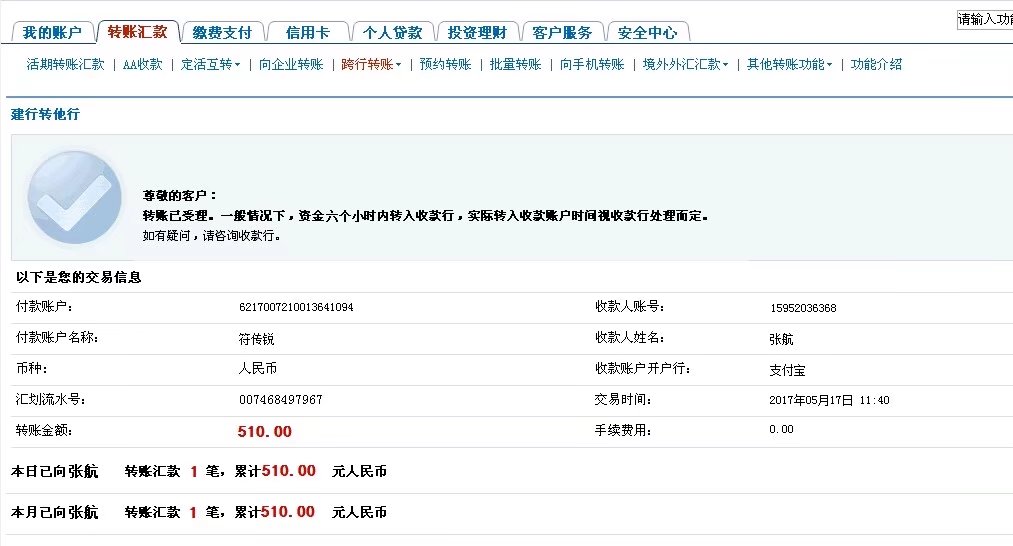 请输入功能
我的账户 转账汇款 缴费支付 信用卡 个人贷款 投资理财 客户服务 安全中心
活期转账汇款 | AA收款 | 定活互转 | 向企业转账 | 跨行转账 | 预约转账 | 批量转账 | 向手机转账 | 境外外汇汇款 | 其他转账功能 | 功能介绍
建行转他行
尊敬的客户：
转账已受理。一般情况下，资金六个小时内转入收款行，实际转入收款账户时间视收款行处理而定。
如有疑问，请咨询收款行。
以下是您的交易信息
付款账户： 6217007210013641094 收款人账号： 15952036368
付款账户名称： 符传锐 收款人姓名： 张航
币种： 人民币 收款账户开户行： 支付宝
汇划流水号： 007468497967 交易时间： 2017年05月17日 11:40
转账金额： 510.00 手续费用： 0.00
本日已向张航 转账汇款 1 笔，累计510.00 元人民币
本月已向张航 转账汇款 1 笔，累计510.00 元人民币